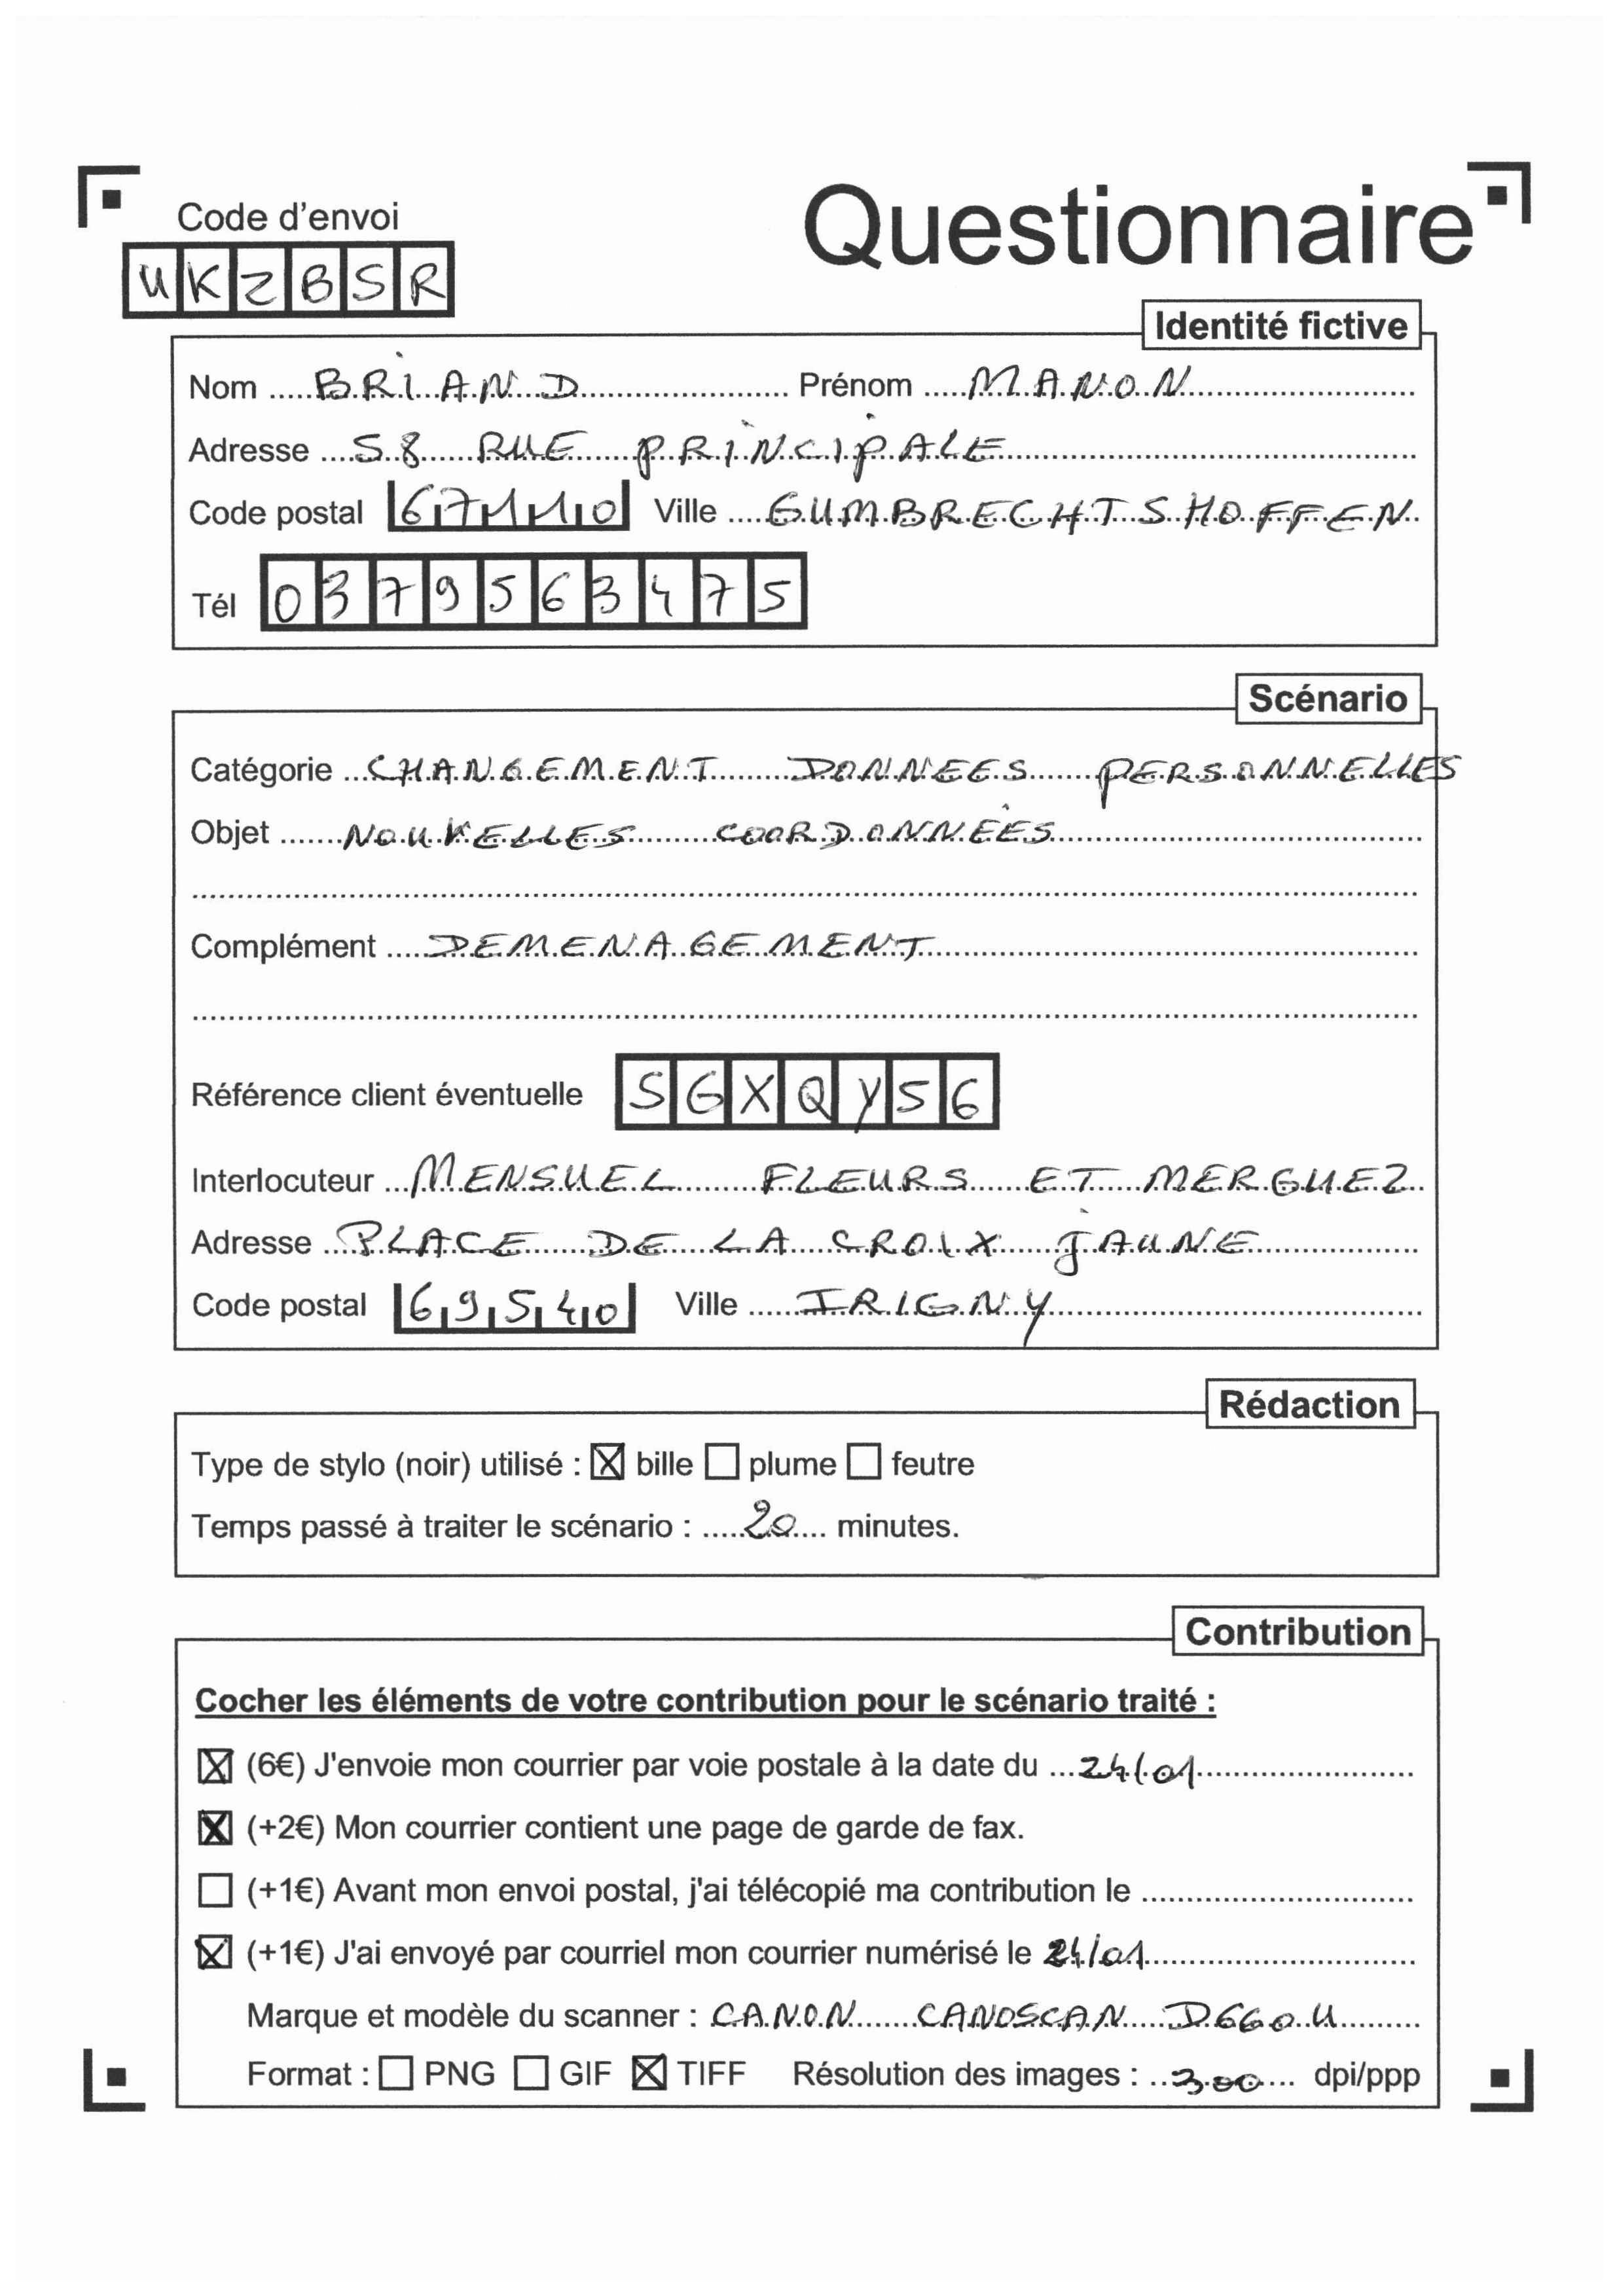 Code d'envoi
Questionnaire
UKZBSR
Identité fictive
Nom BRIAND Prénom MANON
Adresse 58 RUE PRINCIPALE
Code postal 67110 Ville GUMBRECHTSHOFFEN
Tél 0379563475
Scénario
Catégorie CHANGEMENT DONNEES PERSONNELLES
Objet NOUVELLES COORDONNÉES
Complément DEMENAGEMENT
Référence client éventuelle SGXQY56
Interlocuteur MENSUEL FLEURS ET MERGUEZ
Adresse PLACE DE LA CROIX JAUNE
Code postal 69540 Ville IRIGNY
Rédaction
Type de stylo (noir) utilisé : ☒ bille ☐ plume ☐ feutre
Temps passé à traiter le scénario : 20 minutes.
Contribution
Cocher les éléments de votre contribution pour le scénario traité :
☒ (6€) J'envoie mon courrier par voie postale à la date du 24/01
☒ (+2€) Mon courrier contient une page de garde de fax.
☐ (+1€) Avant mon envoi postal, j'ai télécopié ma contribution le
☒ (+1€) J'ai envoyé par courriel mon courrier numérisé le 24/01
Marque et modèle du scanner : CANON CANOSCAN D660U
Format : ☐ PNG ☐ GIF ☒ TIFF Résolution des images : 300 dpi/ppp